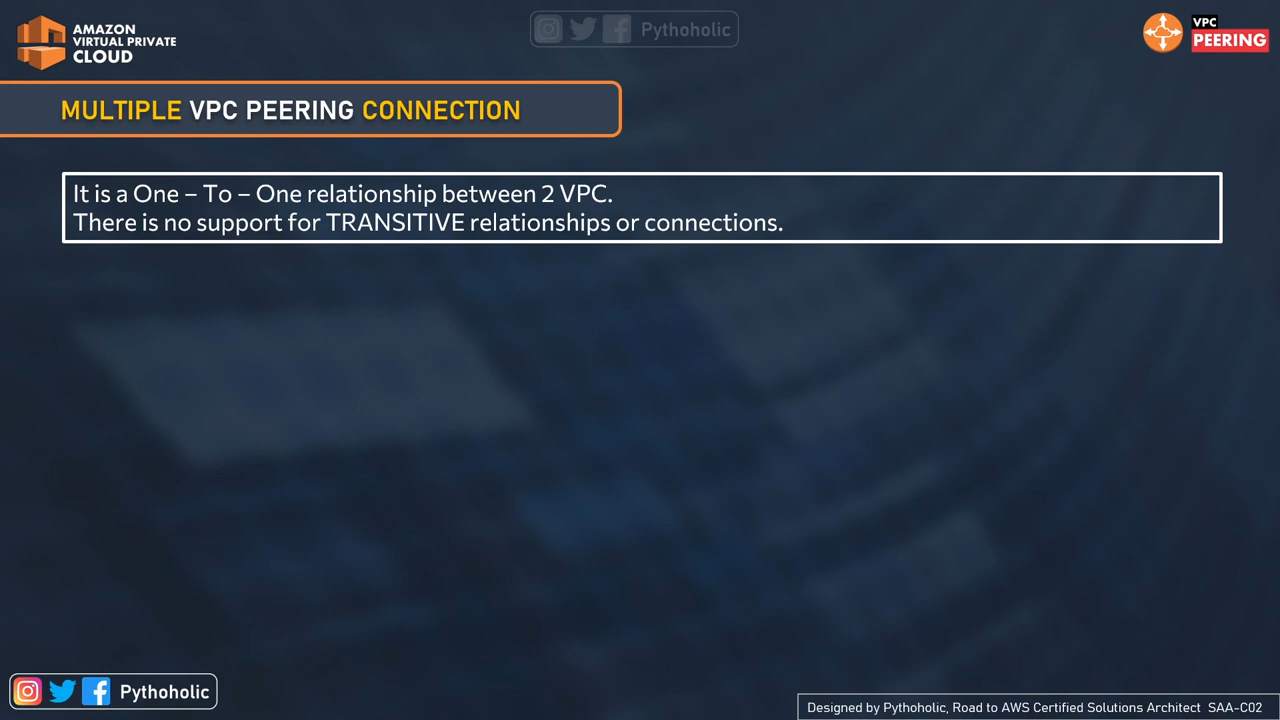 AMAZON
VIRTUAL PRIVATE
CLOUD
Pythoholic
VPC
PEERING
MULTIPLE VPC PEERING CONNECTION
It is a One – To – One relationship between 2 VPC.
There is no support for TRANSITIVE relationships or connections.
Pythoholic
Designed by Pythoholic, Road to AWS Certified Solutions Architect SAA-C02